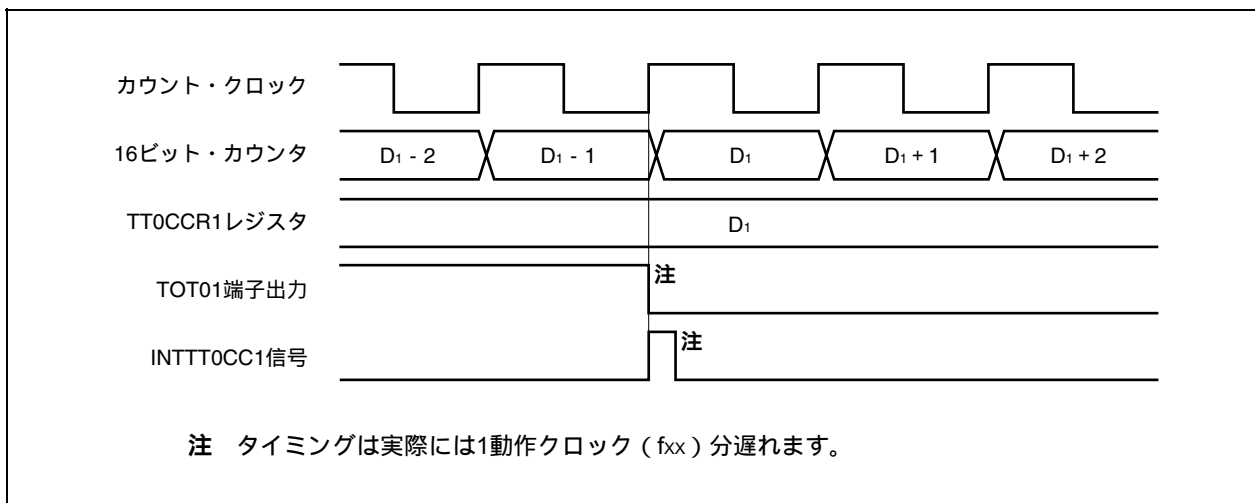 カウント・クロック
16ビット・カウンタ D1 - 2 D1 - 1 D1 D1 + 1 D1 + 2
TT0CCR1レジスタ D1
TOT01端子出力 注
INTTT0CC1信号 注
注 タイミングは実際には1動作クロック（fxx）分遅れます。